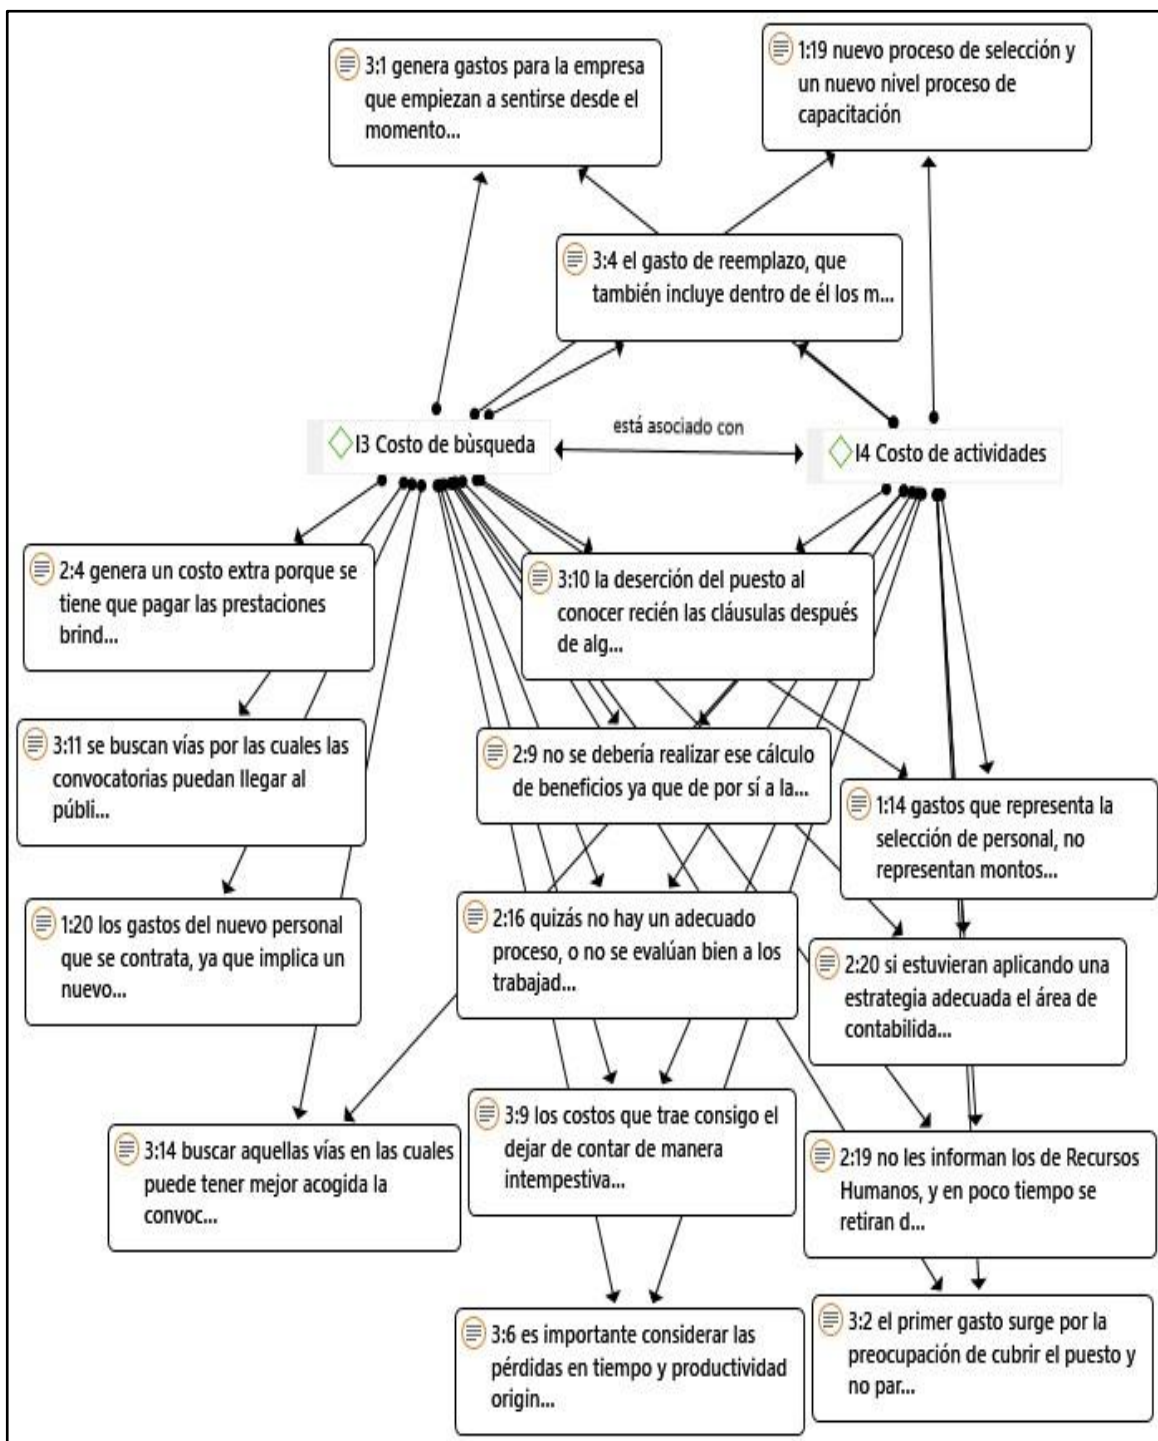 3:1 genera gastos para la empresa
que empiezan a sentirse desde el
momento...
1:19 nuevo proceso de selección y
un nuevo nivel proceso de
capacitación
3:4 el gasto de reemplazo, que
también incluye dentro de él los m...
I3 Costo de bùsqueda
está asociado con
I4 Costo de actividades
2:4 genera un costo extra porque se
tiene que pagar las prestaciones
brind...
3:10 la deserción del puesto al
conocer recién las cláusulas después
de alg...
3:11 se buscan vías por las cuales las
convocatorias puedan llegar al
públi...
2:9 no se debería realizar ese cálculo
de beneficios ya que de por sí a la...
1:14 gastos que representa la
selección de personal, no
representan montos...
1:20 los gastos del nuevo personal
que se contrata, ya que implica un
nuevo...
2:16 quizás no hay un adecuado
proceso, o no se evalúan bien a los
trabajad...
2:20 si estuvieran aplicando una
estrategia adecuada el área de
contabilida...
3:14 buscar aquellas vías en las cuales
puede tener mejor acogida la
convoc...
3:9 los costos que trae consigo el
dejar de contar de manera
intempestiva...
2:19 no les informan los de Recursos
Humanos, y en poco tiempo se
retiran d...
3:6 es importante considerar las
pérdidas en tiempo y productividad
origin...
3:2 el primer gasto surge por la
preocupación de cubrir el puesto y
no par...